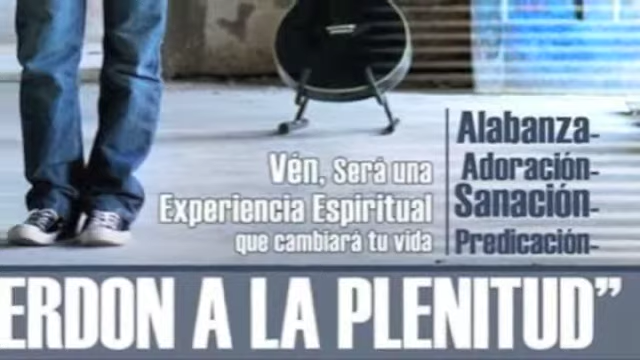 Vén, Será una
Experiencia Espiritual
que cambiará tu vida
Alabanza-
Adoración-
Sanación-
Predicación-
ERDON A LA PLENITUD”